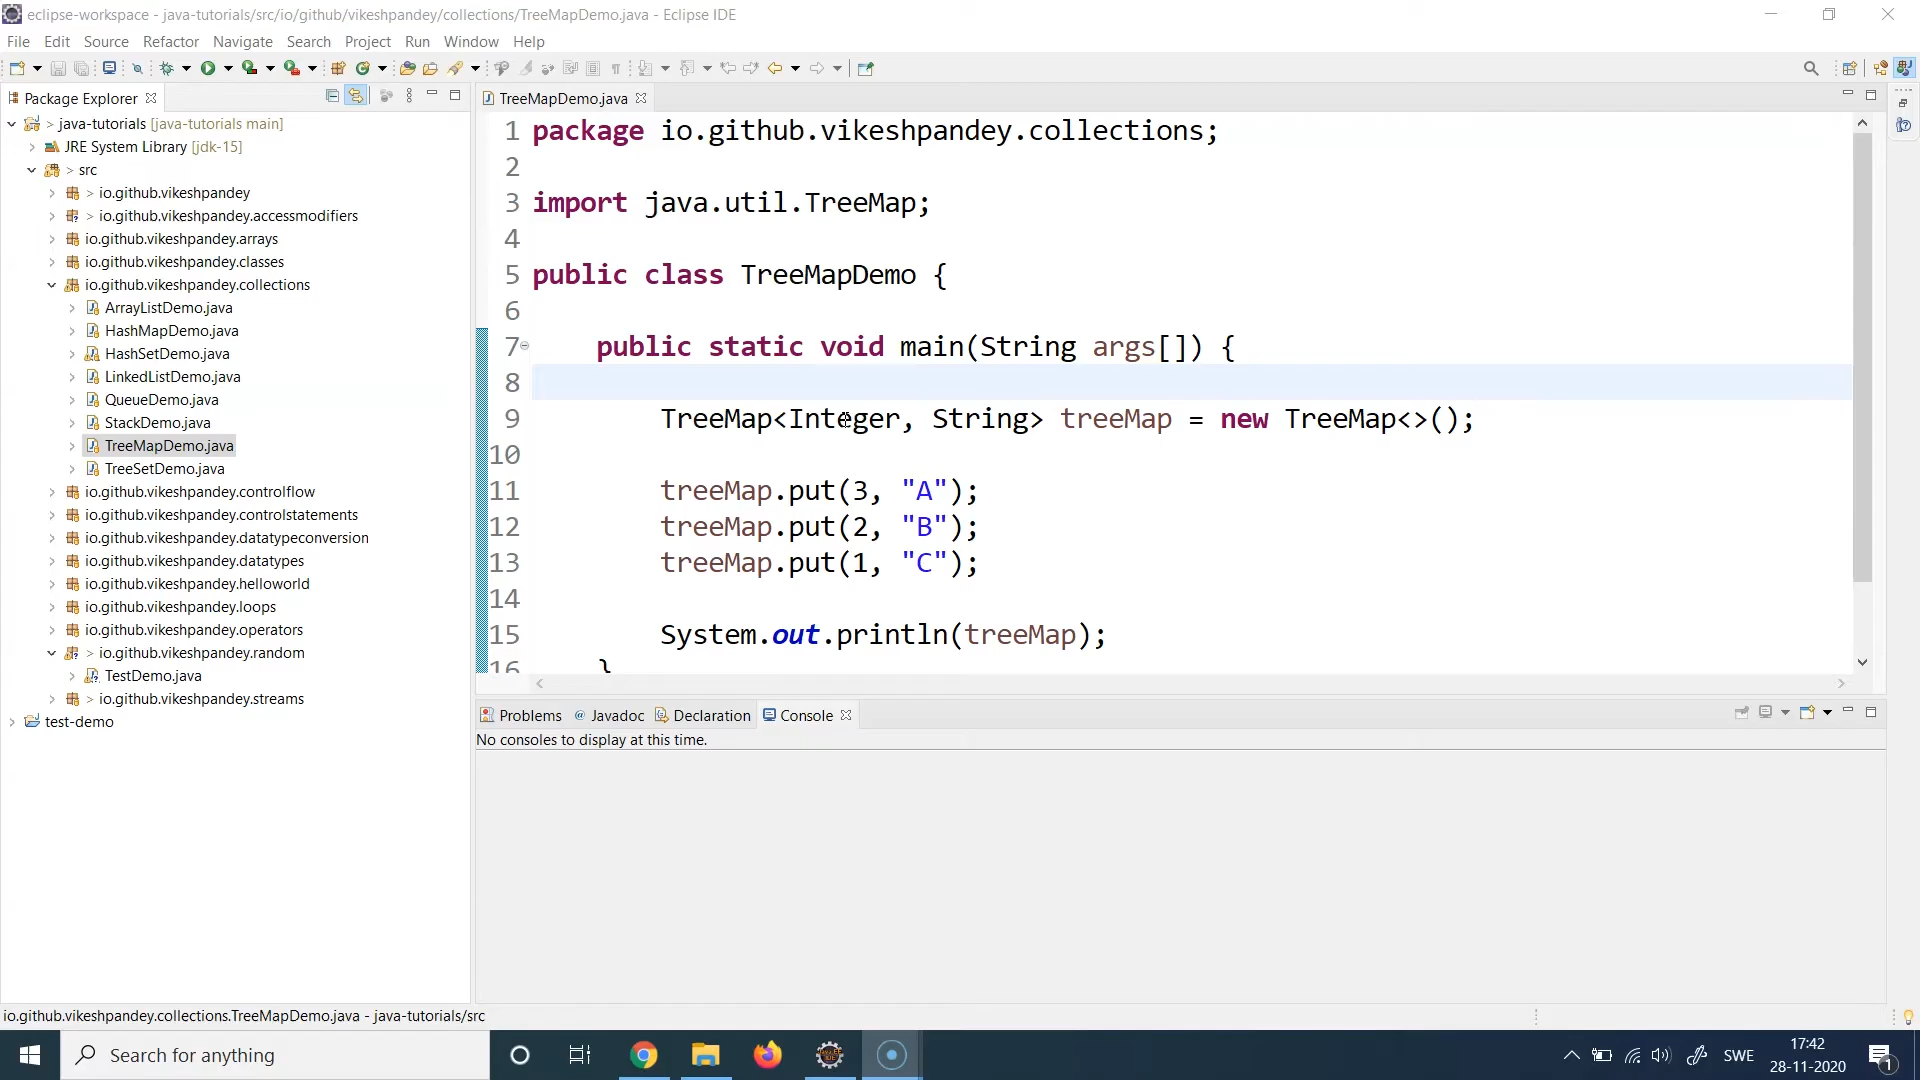 eclipse-workspace - java-tutorials/src/io/github/vikeshpandey/collections/TreeMapDemo.java - Eclipse IDE
File Edit Source Refactor Navigate Search Project Run Window Help
Package Explorer
> java-tutorials [java-tutorials main]
JRE System Library [jdk-15]
> src
> io.github.vikeshpandey
> io.github.vikeshpandey.accessmodifiers
io.github.vikeshpandey.arrays
io.github.vikeshpandey.classes
io.github.vikeshpandey.collections
ArrayListDemo.java
HashMapDemo.java
HashSetDemo.java
LinkedListDemo.java
QueueDemo.java
StackDemo.java
TreeMapDemo.java
TreeSetDemo.java
io.github.vikeshpandey.controlflow
io.github.vikeshpandey.controlstatements
io.github.vikeshpandey.datatypeconversion
io.github.vikeshpandey.datatypes
io.github.vikeshpandey.helloworld
io.github.vikeshpandey.loops
io.github.vikeshpandey.operators
> io.github.vikeshpandey.random
TestDemo.java
> io.github.vikeshpandey.streams
test-demo
TreeMapDemo.java
1 package io.github.vikeshpandey.collections;
2
3 import java.util.TreeMap;
4
5 public class TreeMapDemo {
6
7 public static void main(String args[]) {
8
9 TreeMap<Integer, String> treeMap = new TreeMap<>();
10
11 treeMap.put(3, "A");
12 treeMap.put(2, "B");
13 treeMap.put(1, "C");
14
15 System.out.println(treeMap);
16 }
Problems @ Javadoc Declaration Console
No consoles to display at this time.
io.github.vikeshpandey.collections.TreeMapDemo.java - java-tutorials/src
Search for anything
SWE
17:42
28-11-2020
1